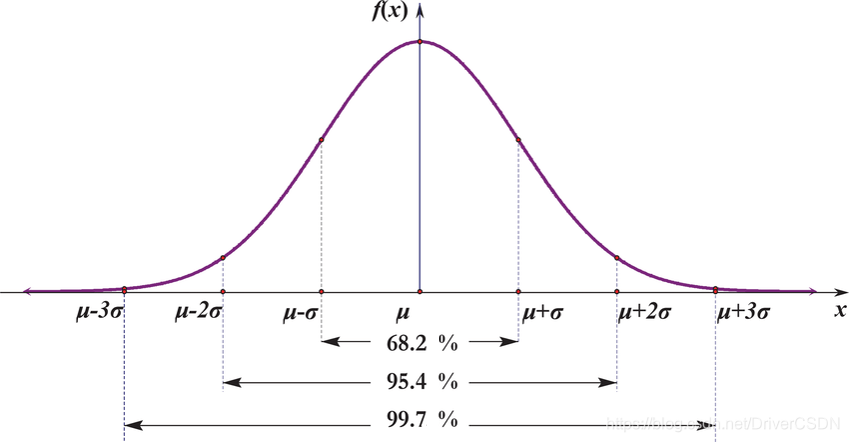 f(x)
μ-3σ μ-2σ μ-σ μ μ+σ μ+2σ μ+3σ x
68.2 %
95.4 %
99.7 %
https://blog.csdn.net/DriverCSDN